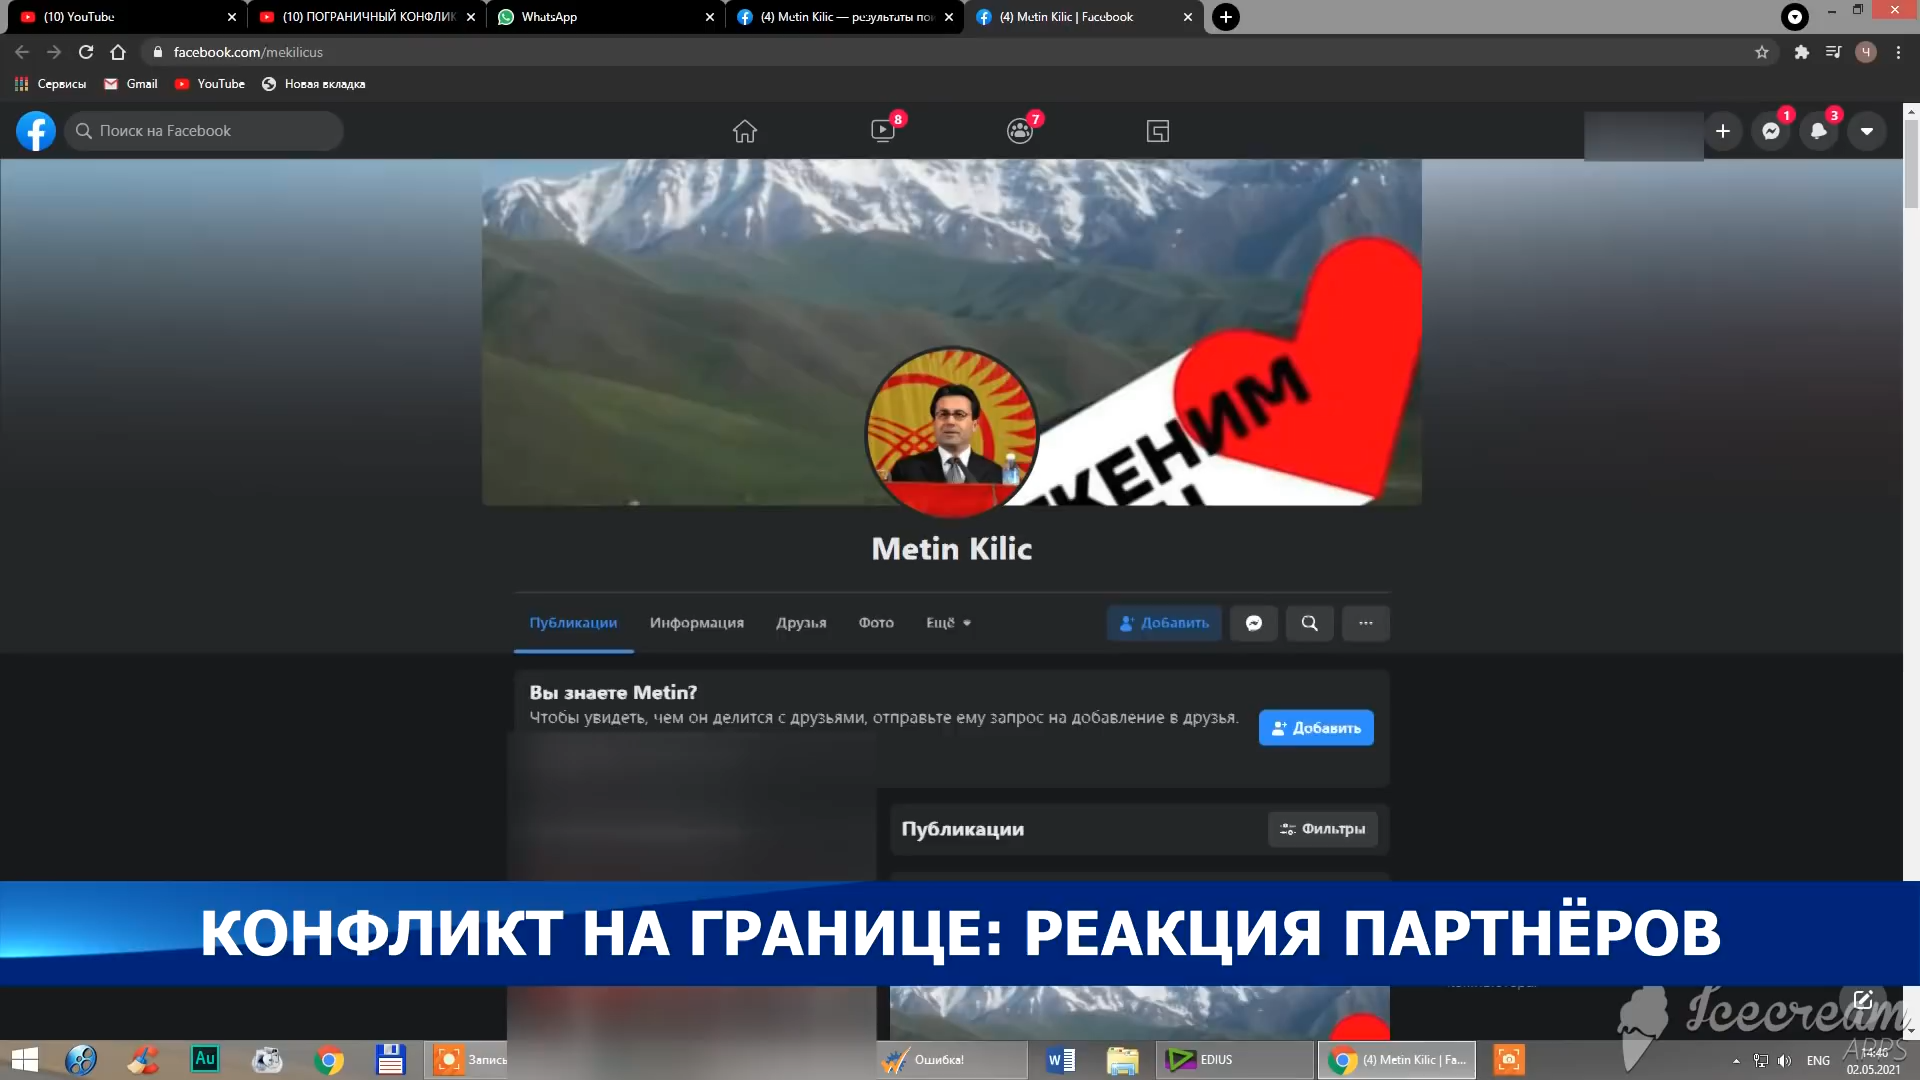 (10) YouTube
(10) ПОГРАНИЧНЫЙ КОНФЛИК
WhatsApp
(4) Metin Kilic — результаты пои
(4) Metin Kilic | Facebook
facebook.com/mekilicus
Ч
Сервисы
Gmail
YouTube
Новая вкладка
Поиск на Facebook
8
7
1
3
КЕНИМ
Metin Kilic
Публикации
Информация
Друзья
Фото
Ещё
Добавить
Вы знаете Metin?
Чтобы увидеть, чем он делится с друзьями, отправьте ему запрос на добавление в друзья.
Добавить
Публикации
Фильтры
КОНФЛИКТ НА ГРАНИЦЕ: РЕАКЦИЯ ПАРТНЁРОВ
Icecream
APPS
Au
Запись
Ошибка!
EDIUS
(4) Metin Kilic | Fa...
ENG
14:46
02.05.2021